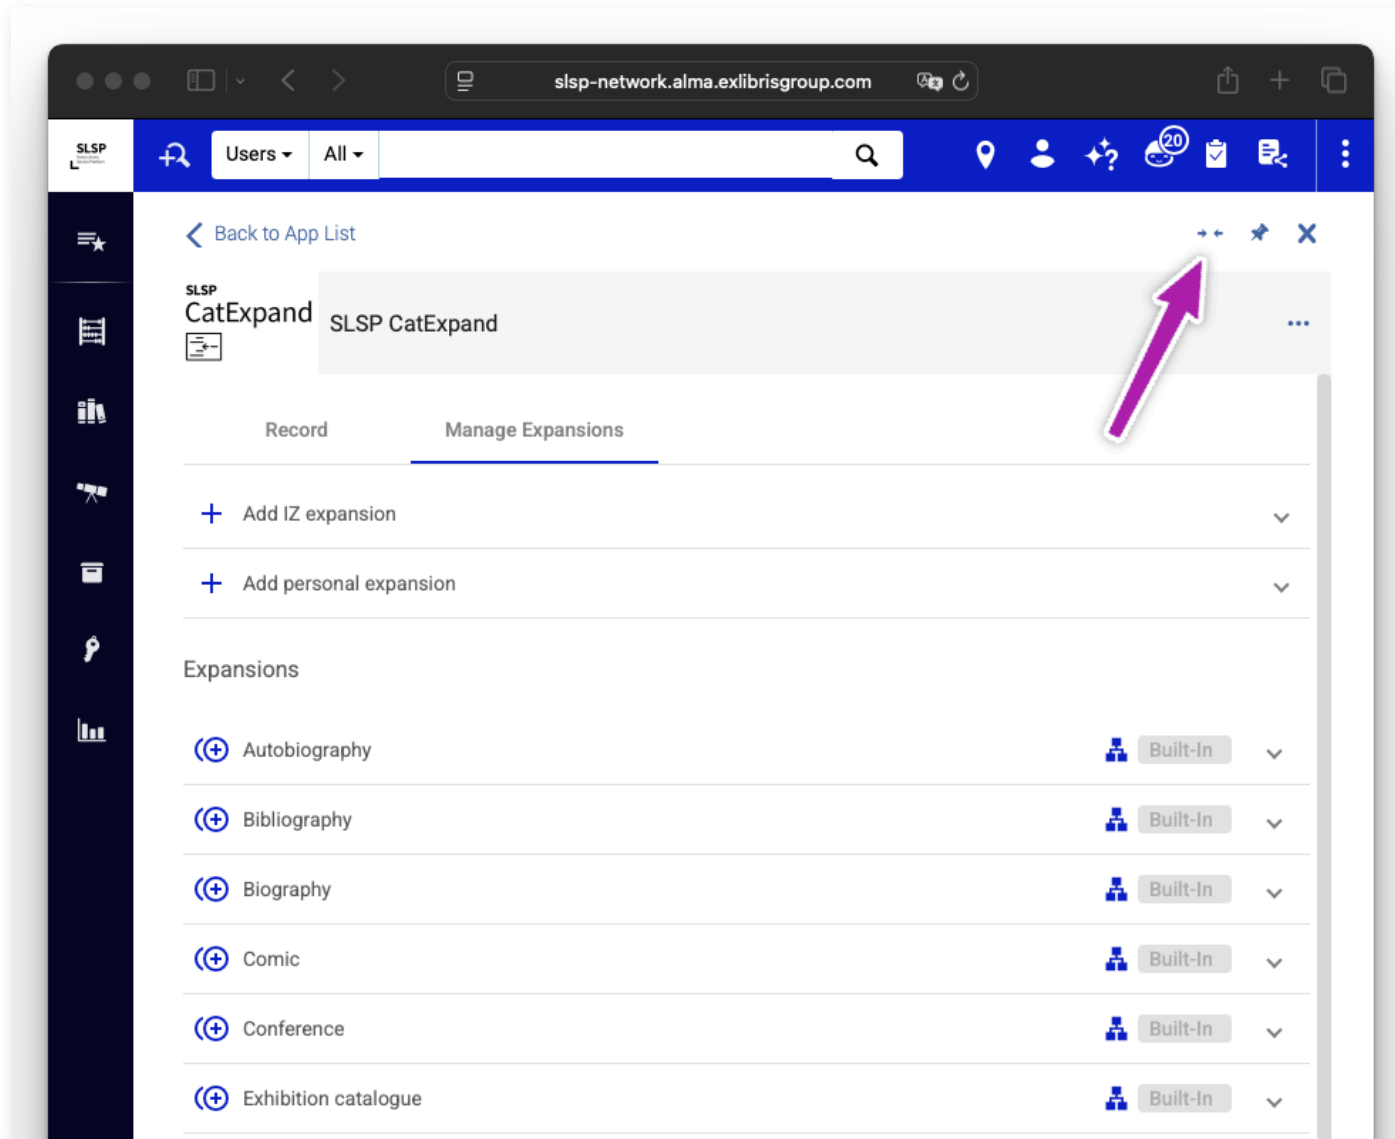 slsp-network.alma.exlibrisgroup.com
SLSP
Users
All
20
Back to App List
SLSP
CatExpand
SLSP CatExpand
Record
Manage Expansions
Add IZ expansion
Add personal expansion
Expansions
Autobiography
Built-In
Bibliography
Built-In
Biography
Built-In
Comic
Built-In
Conference
Built-In
Exhibition catalogue
Built-In